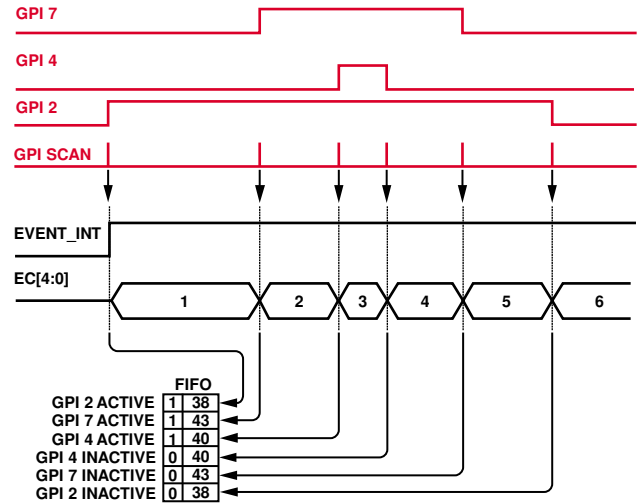 GPI 7
GPI 4
GPI 2
GPI SCAN
EVENT_INT
EC[4:0]
1 2 3 4 5 6
FIFO
GPI 2 ACTIVE 1 38
GPI 7 ACTIVE 1 43
GPI 4 ACTIVE 1 40
GPI 4 INACTIVE 0 40
GPI 7 INACTIVE 0 43
GPI 2 INACTIVE 0 38